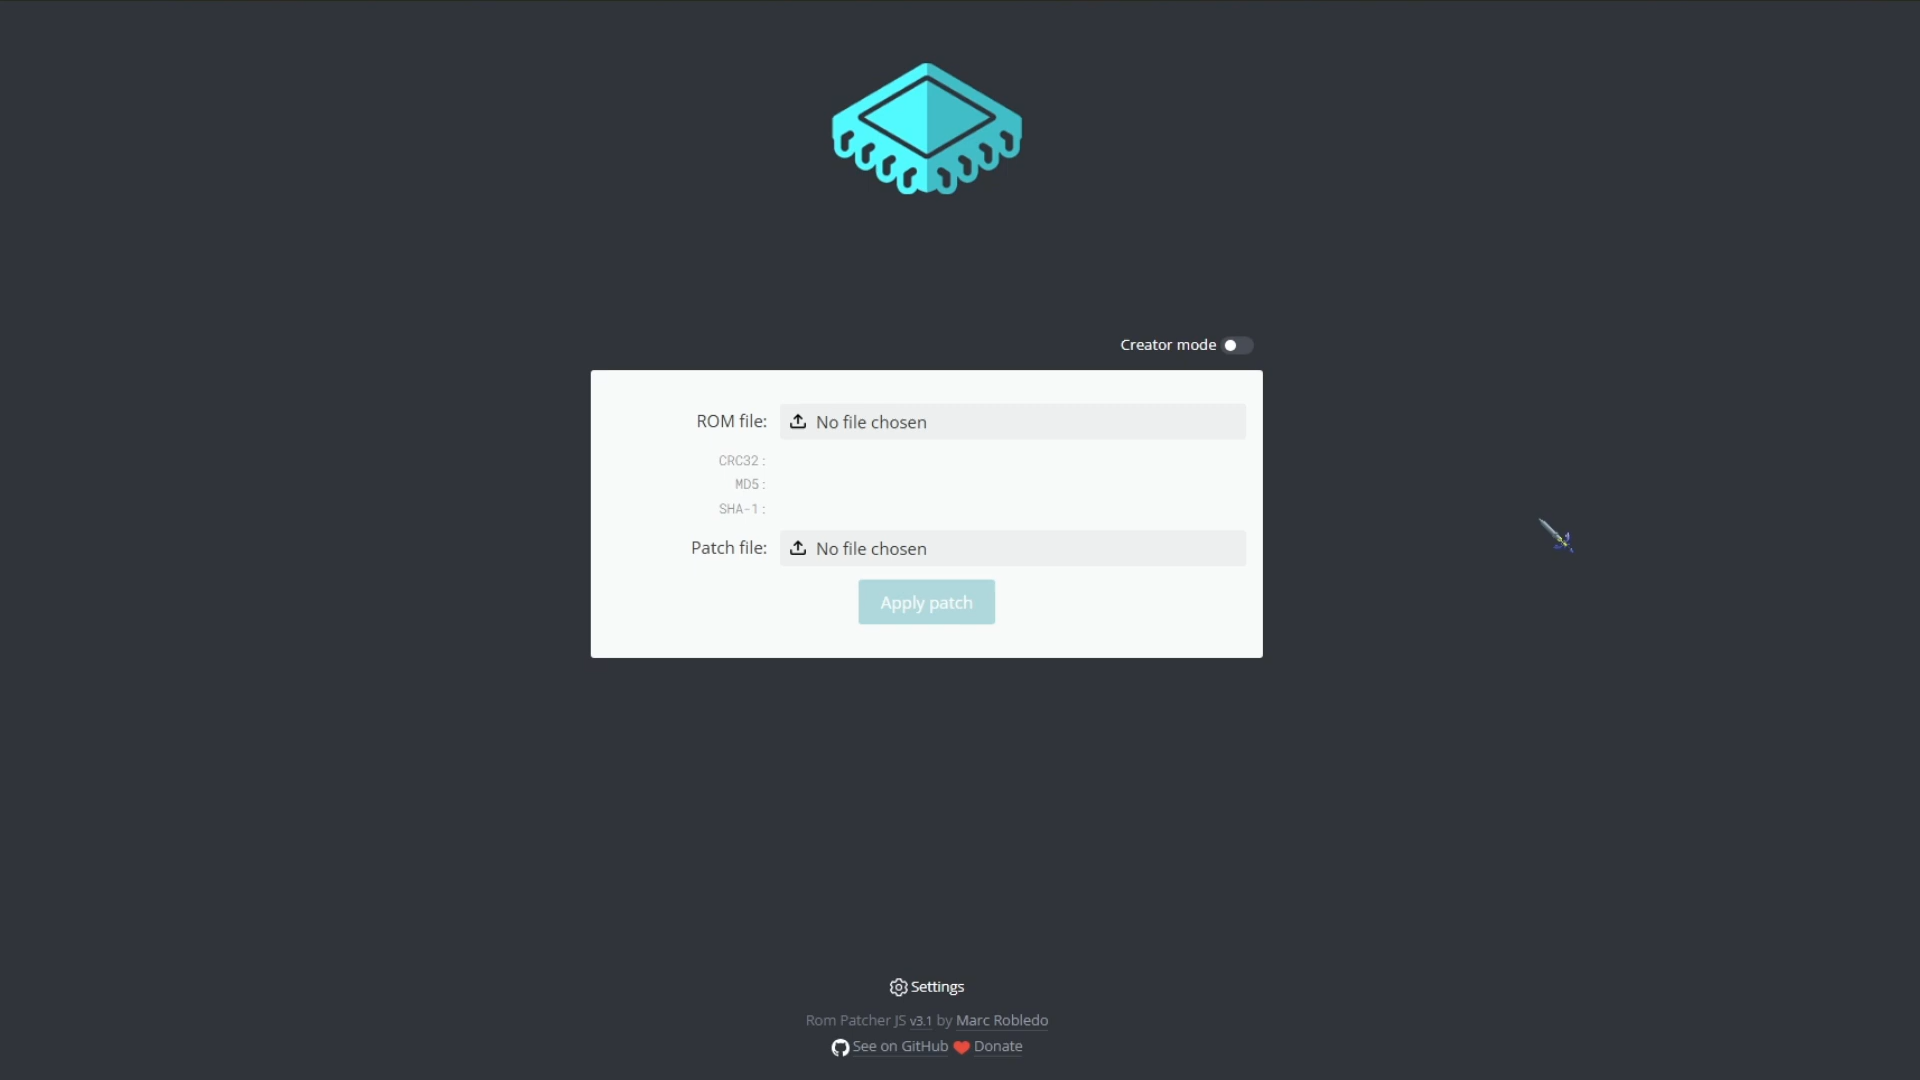 Creator mode
ROM file: No file chosen
CRC32:
MD5:
SHA-1:
Patch file: No file chosen
Apply patch
Settings
Rom Patcher JS v3.1 by Marc Robledo
See on GitHub Donate